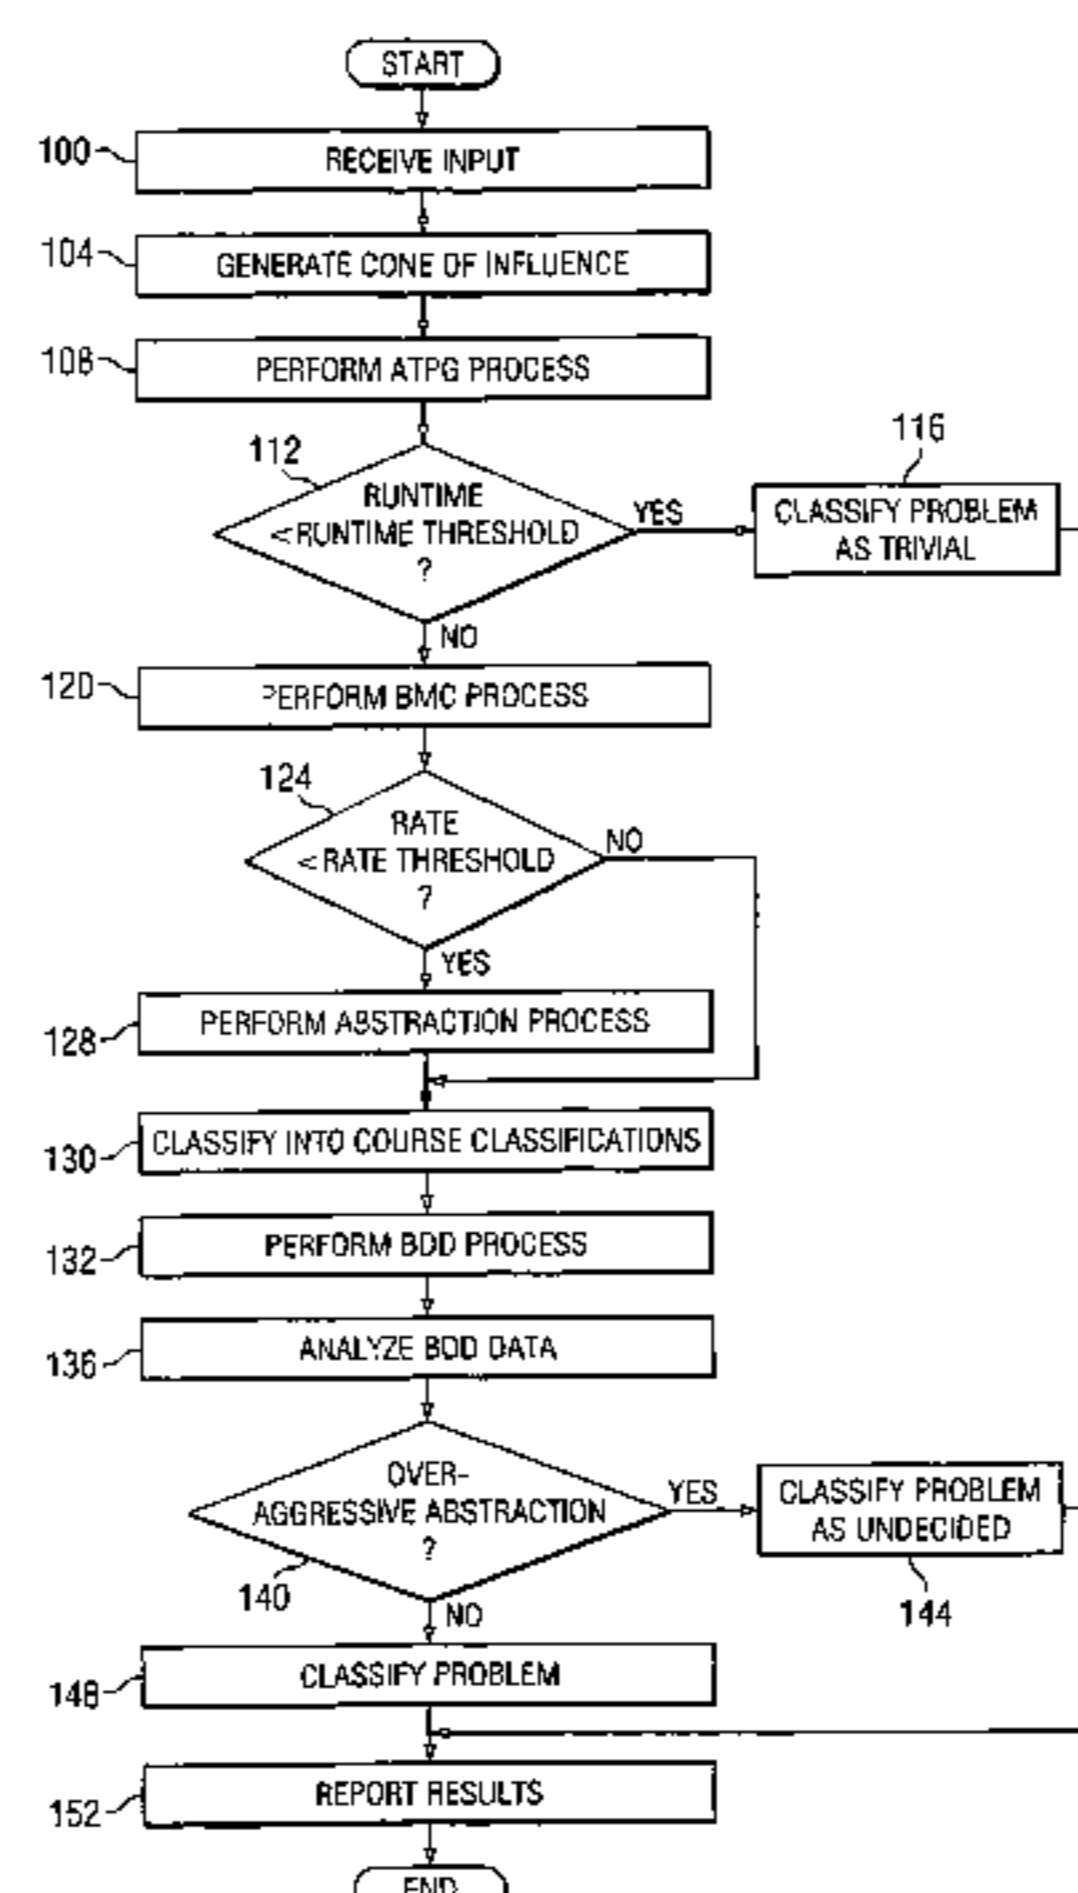 START
100
RECEIVE INPUT
104
GENERATE CONE OF INFLUENCE
108
PERFORM ATPG PROCESS
112
RUNTIME
<RUNTIME THRESHOLD
?
YES
116
CLASSIFY PROBLEM
AS TRIVIAL
NO
120
PERFORM BMC PROCESS
124
RATE
<RATE THRESHOLD
?
NO
YES
128
PERFORM ABSTRACTION PROCESS
130
CLASSIFY INTO COURSE CLASSIFICATIONS
132
PERFORM BDD PROCESS
136
ANALYZE BDD DATA
OVER-
AGGRESSIVE ABSTRACTION
?
140
YES
CLASSIFY PROBLEM
AS UNDECIDED
144
NO
148
CLASSIFY PROBLEM
152
REPORT RESULTS
END